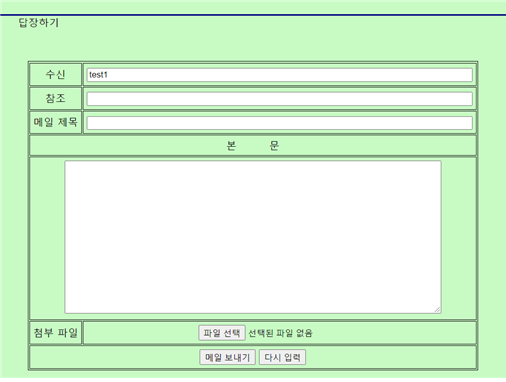 답장하기
수신 test1
참조
메일 제목
본 문
첨부 파일 파일 선택 선택된 파일 없음
메일 보내기 다시 입력